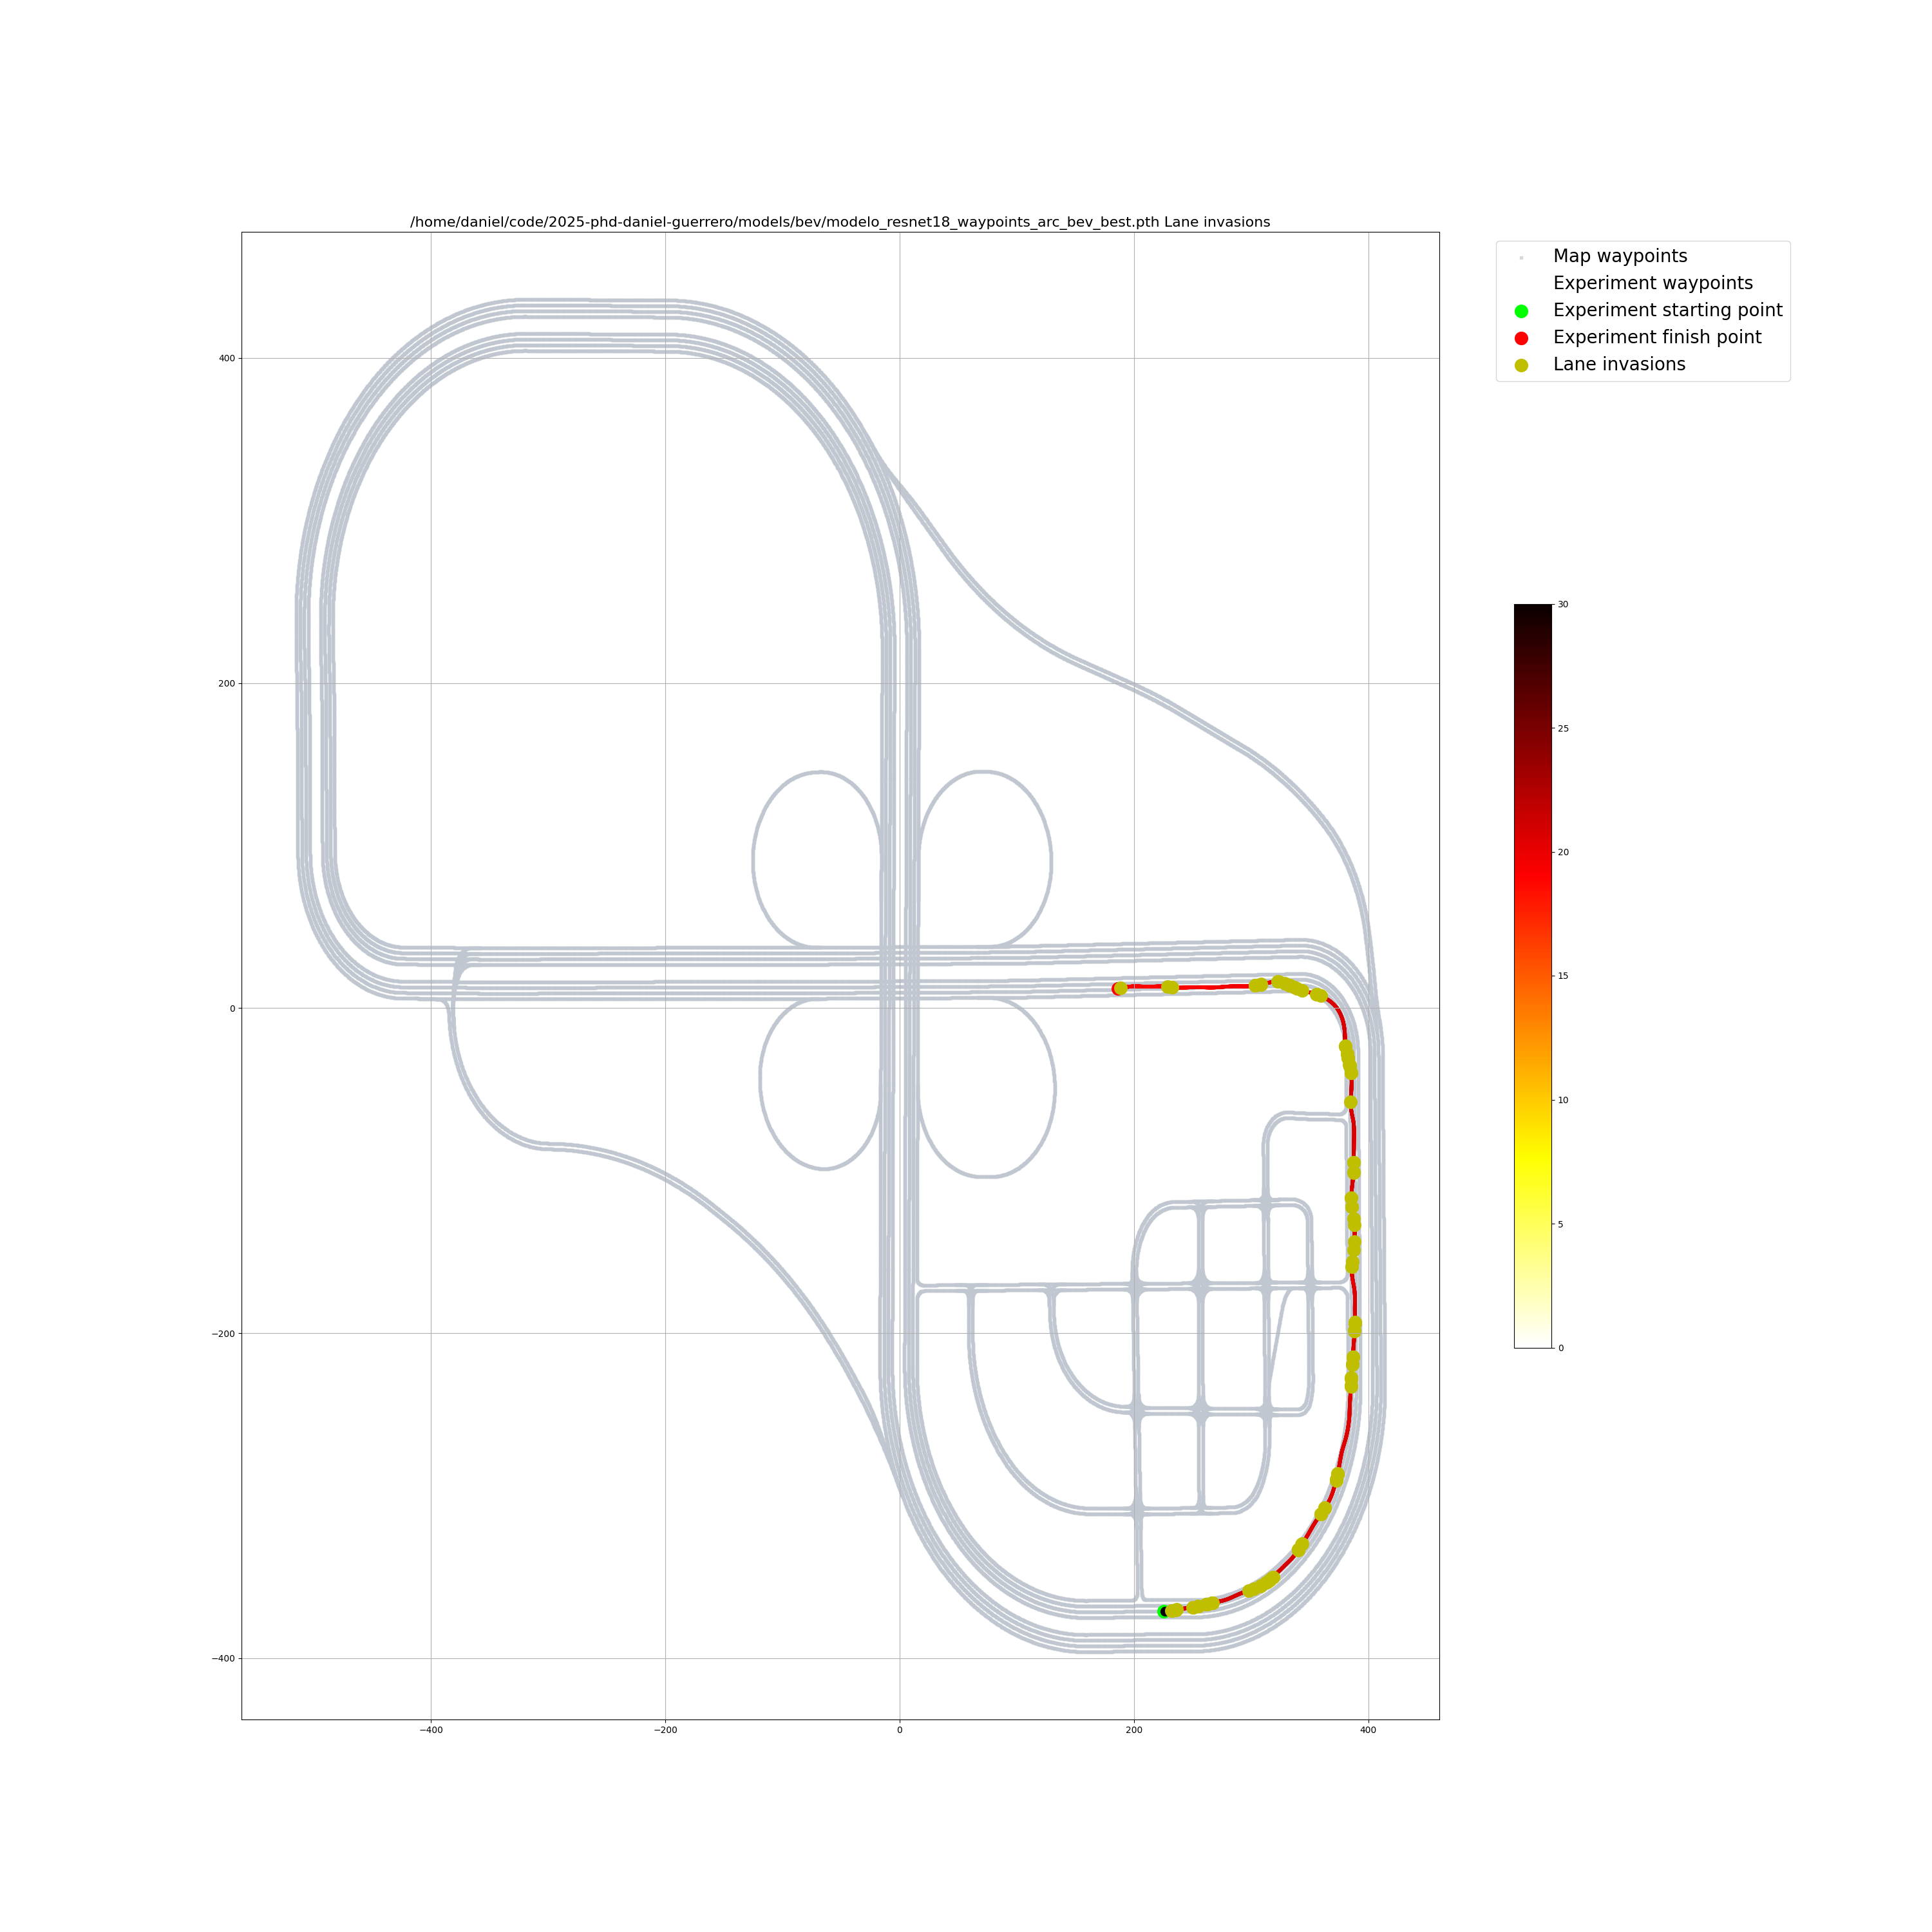 /home/daniel/code/2025-phd-daniel-guerrero/models/bev/modelo_resnet18_waypoints_arc_bev_best.pth Lane invasions
Map waypoints
Experiment waypoints
Experiment starting point
Experiment finish point
Lane invasions
400
200
0
−200
−400
−400
−200
0
200
400
30
25
20
15
10
5
0